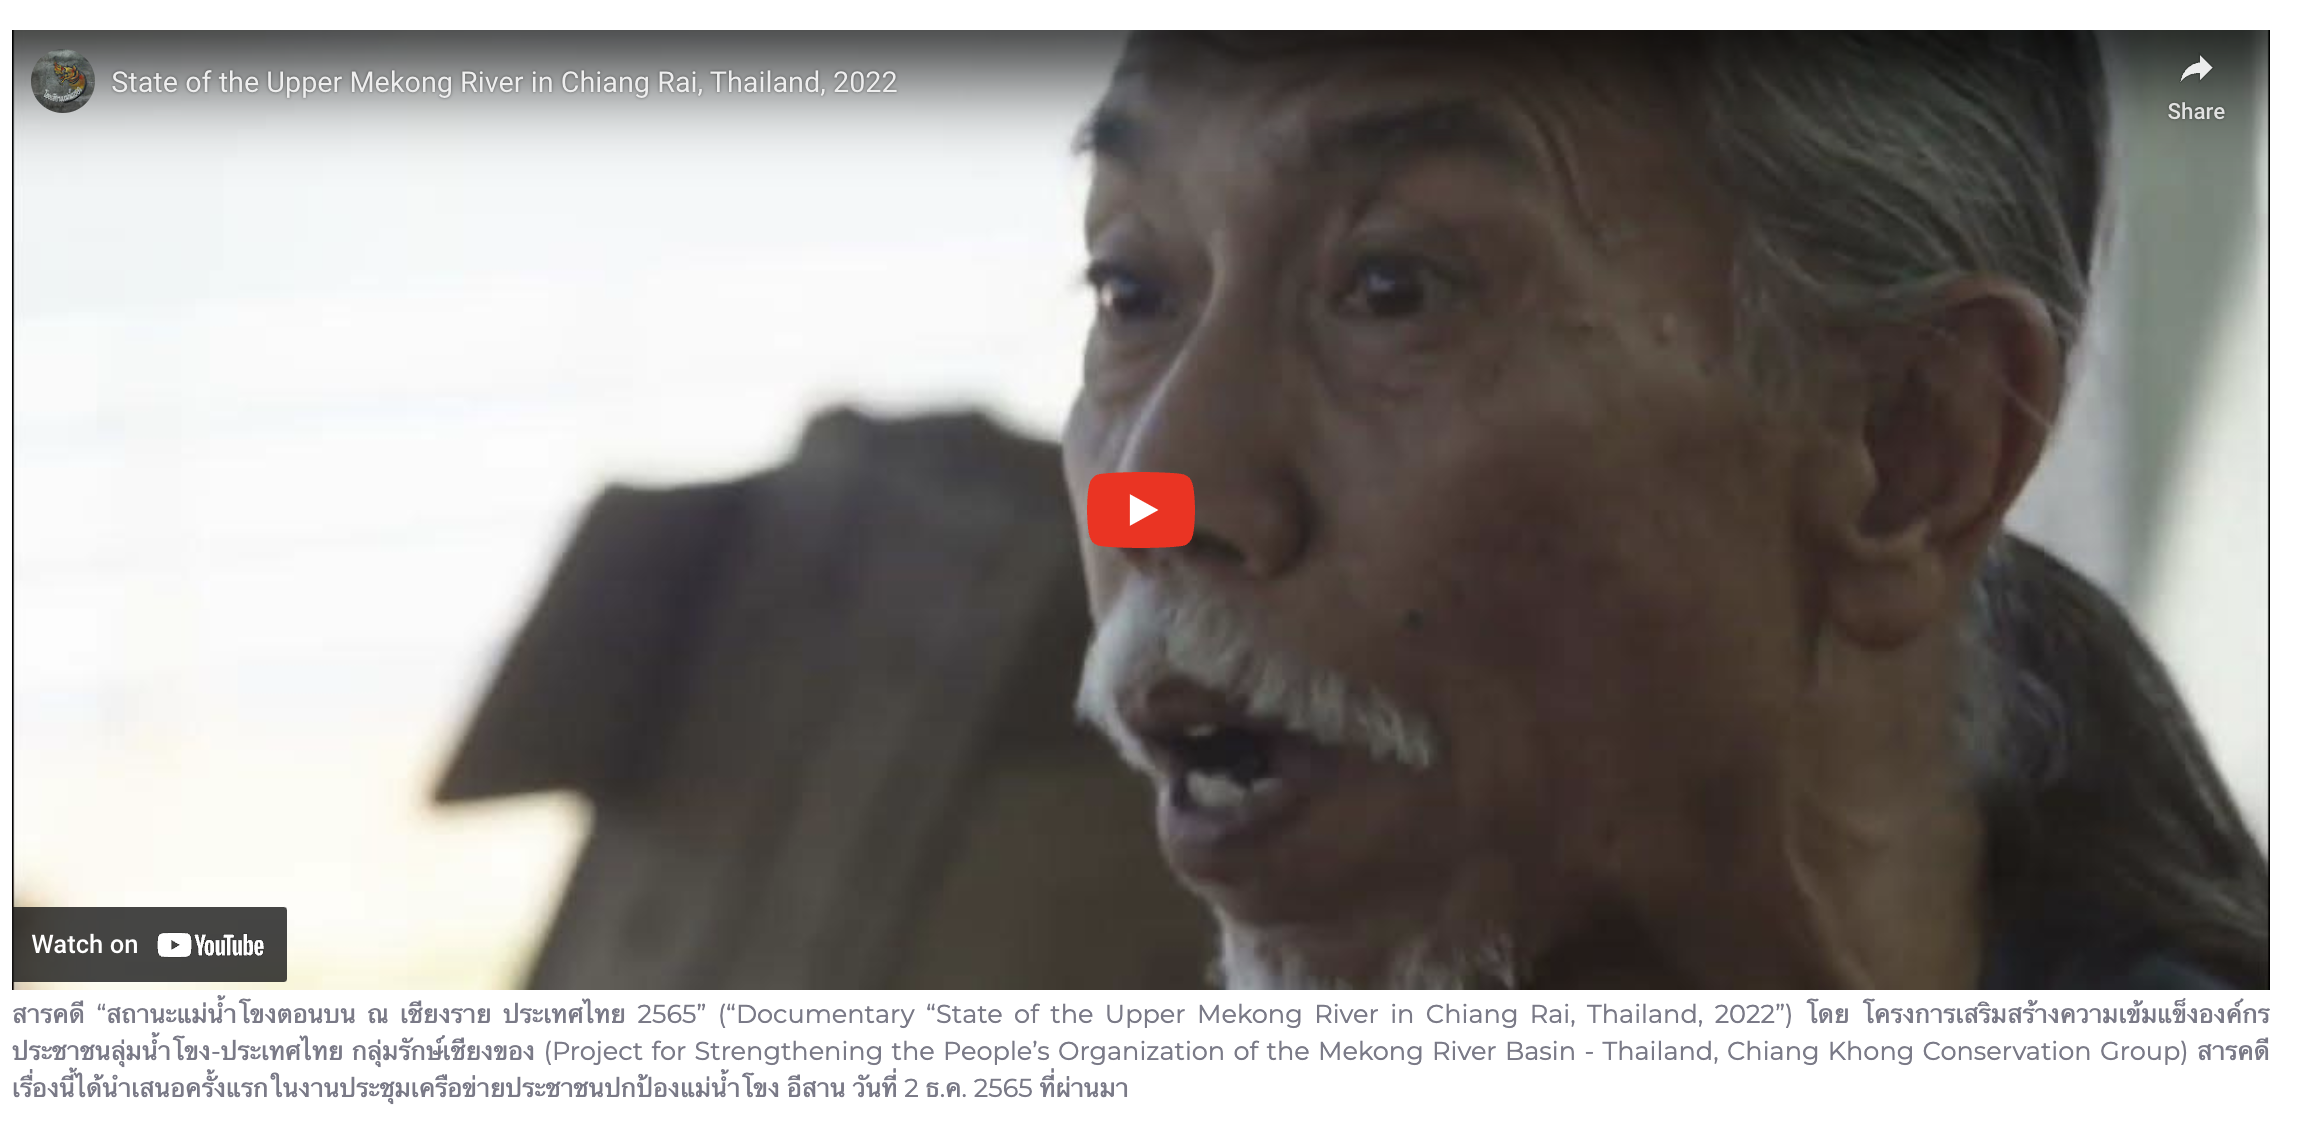 State of the Upper Mekong River in Chiang Rai, Thailand, 2022
Share
Watch on YouTube
สารคดี “สถานะแม่น้ำโขงตอนบน ณ เชียงราย ประเทศไทย 2565” (“Documentary “State of the Upper Mekong River in Chiang Rai, Thailand, 2022”) โดย โครงการเสริมสร้างความเข้มแข็งองค์กร
ประชาชนลุ่มน้ำโขง-ประเทศไทย กลุ่มรักษ์เชียงของ (Project for Strengthening the People’s Organization of the Mekong River Basin - Thailand, Chiang Khong Conservation Group) สารคดี
เรื่องนี้ได้นำเสนอครั้งแรกในงานประชุมเครือข่ายประชาชนปกป้องแม่น้ำโขง อีสาน วันที่ 2 ธ.ค. 2565 ที่ผ่านมา